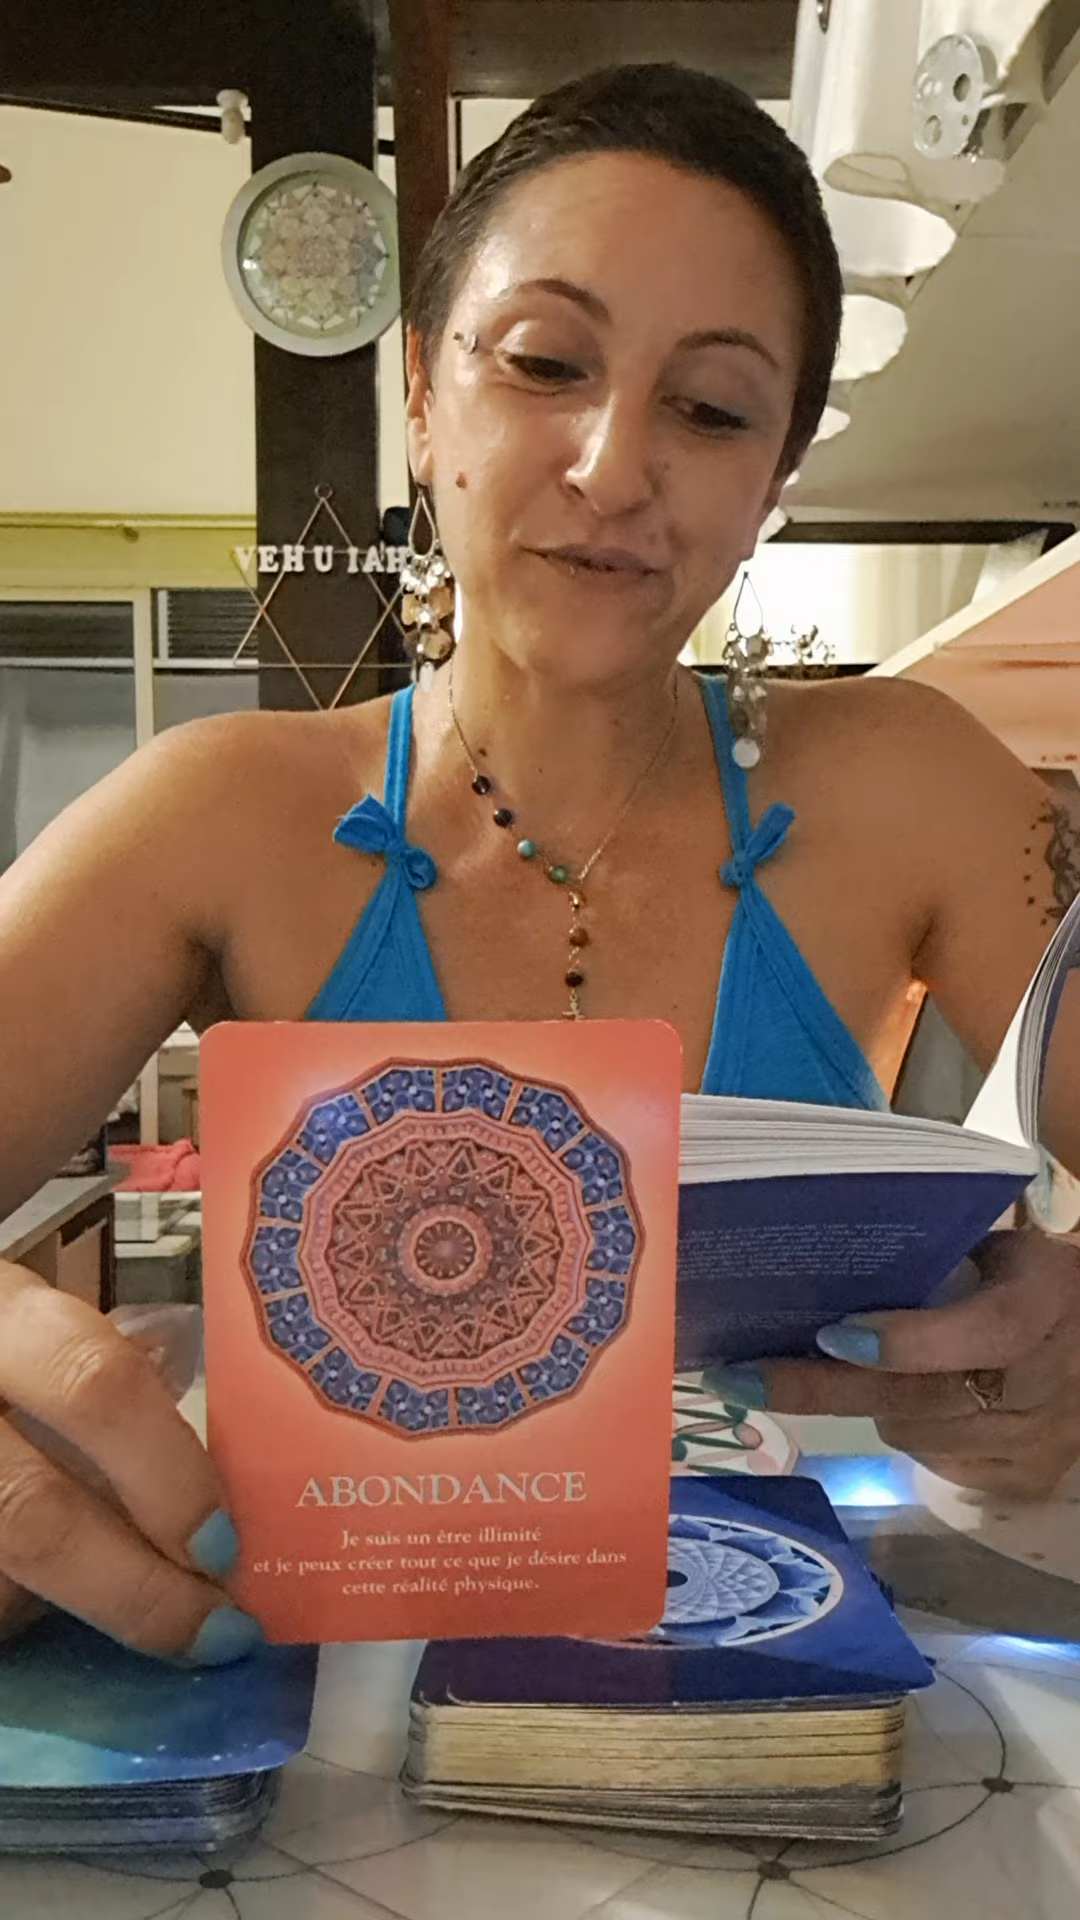 VEHUIAH
ABONDANCE
Je suis un être illimité
et je peux créer tout ce que je désire dans
cette réalité physique.